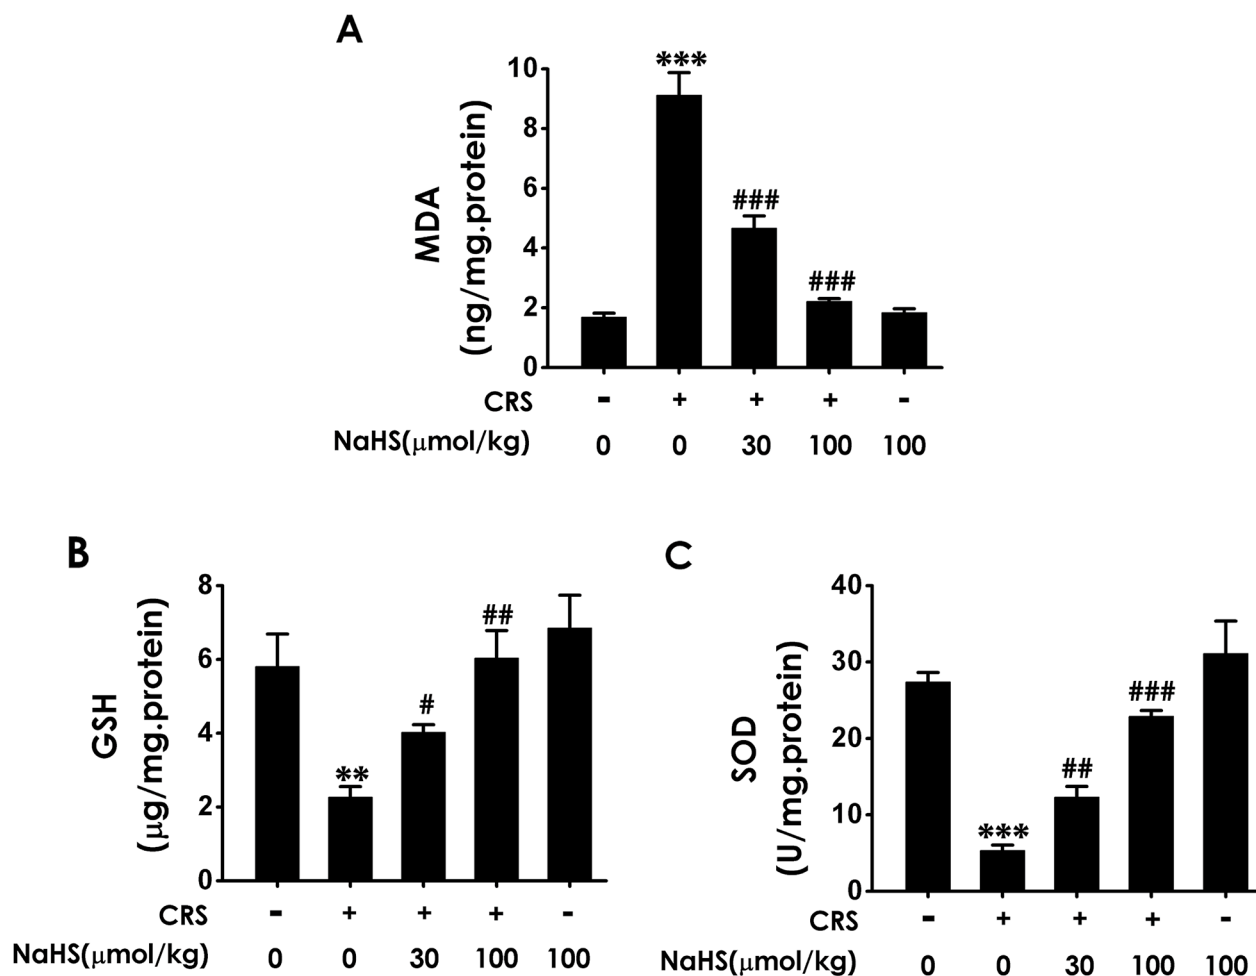 A
MDA
(ng/mg.protein)
10
8
6
4
2
0
***
###
###
CRS - + + + -
NaHS(μmol/kg) 0 0 30 100 100
B
GSH
(μg/mg.protein)
8
6
4
2
0
**
#
##
CRS - + + + -
NaHS(μmol/kg) 0 0 30 100 100
C
SOD
(U/mg.protein)
40
30
20
10
0
***
##
###
CRS - + + + -
NaHS(μmol/kg) 0 0 30 100 100